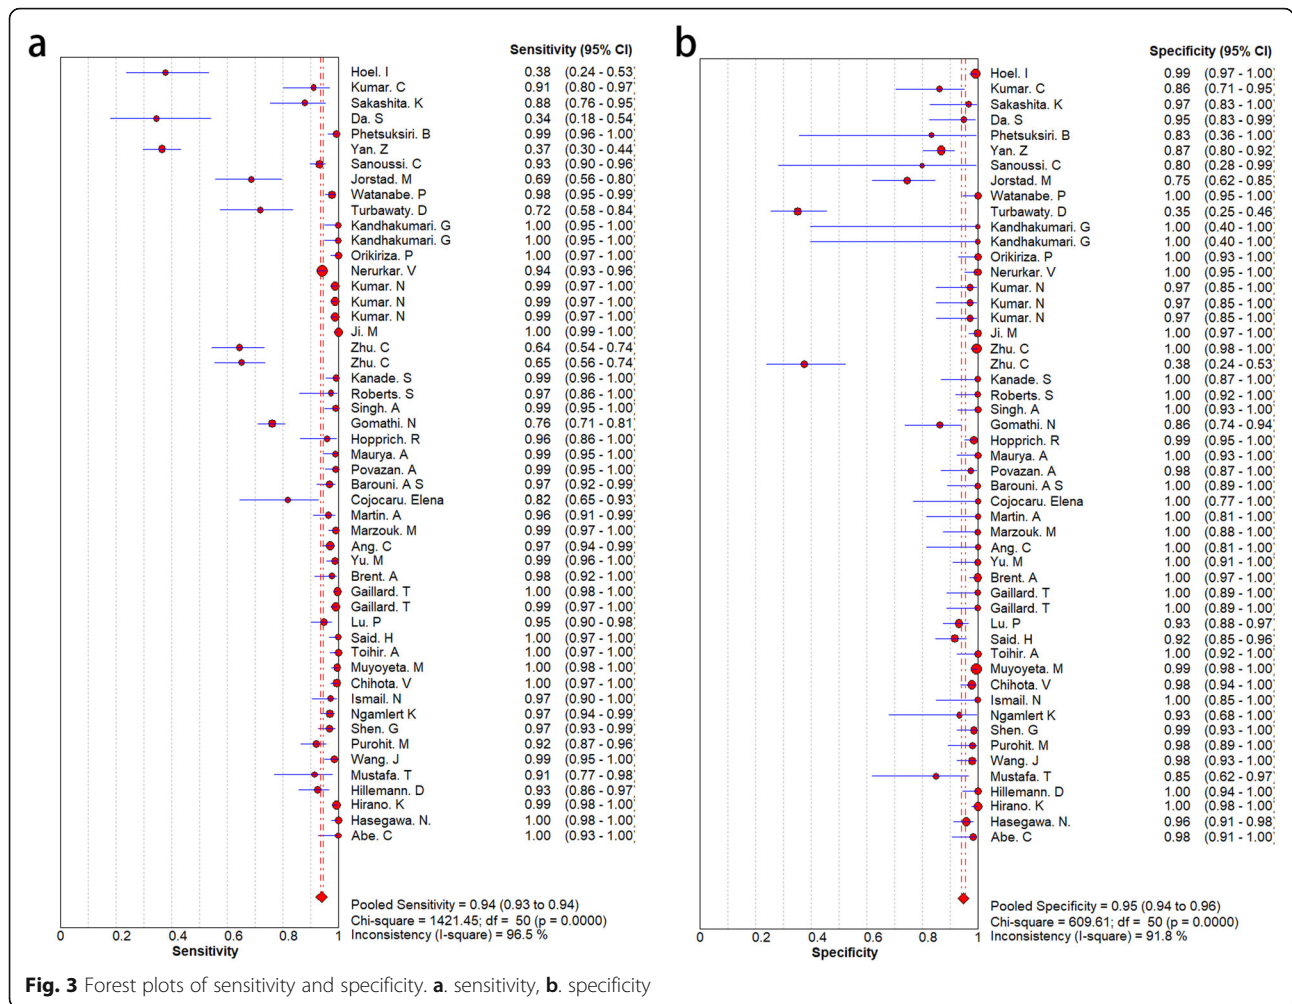 a
Sensitivity (95% CI)
Hoel. I 0.38 (0.24 - 0.53)
Kumar. C 0.91 (0.80 - 0.97)
Sakashita. K 0.88 (0.76 - 0.95)
Da. S 0.34 (0.18 - 0.54)
Phetsuksiri. B 0.99 (0.96 - 1.00)
Yan. Z 0.37 (0.30 - 0.44)
Sanoussi. C 0.93 (0.90 - 0.96)
Jorstad. M 0.69 (0.56 - 0.80)
Watanabe. P 0.98 (0.95 - 0.99)
Turbawaty. D 0.72 (0.58 - 0.84)
Kandhakumari. G 1.00 (0.95 - 1.00)
Kandhakumari. G 1.00 (0.95 - 1.00)
Orikiriza. P 1.00 (0.97 - 1.00)
Nerurkar. V 0.94 (0.93 - 0.96)
Kumar. N 0.99 (0.97 - 1.00)
Kumar. N 0.99 (0.97 - 1.00)
Kumar. N 0.99 (0.97 - 1.00)
Ji. M 1.00 (0.99 - 1.00)
Zhu. C 0.64 (0.54 - 0.74)
Zhu. C 0.65 (0.56 - 0.74)
Kanade. S 0.99 (0.96 - 1.00)
Roberts. S 0.97 (0.86 - 1.00)
Singh. A 0.99 (0.95 - 1.00)
Gomathi. N 0.76 (0.71 - 0.81)
Hopprich. R 0.96 (0.86 - 1.00)
Maurya. A 0.99 (0.95 - 1.00)
Povazan. A 0.99 (0.95 - 1.00)
Barouni. A S 0.97 (0.92 - 0.99)
Cojocaru. Elena 0.82 (0.65 - 0.93)
Martin. A 0.96 (0.91 - 0.99)
Marzouk. M 0.99 (0.97 - 1.00)
Ang. C 0.97 (0.94 - 0.99)
Yu. M 0.99 (0.96 - 1.00)
Brent. A 0.98 (0.92 - 1.00)
Gaillard. T 1.00 (0.98 - 1.00)
Gaillard. T 0.99 (0.97 - 1.00)
Lu. P 0.95 (0.90 - 0.98)
Said. H 1.00 (0.97 - 1.00)
Toihir. A 1.00 (0.97 - 1.00)
Muyoyeta. M 1.00 (0.98 - 1.00)
Chihota. V 1.00 (0.97 - 1.00)
Ismail. N 0.97 (0.90 - 1.00)
Ngamlert K 0.97 (0.94 - 0.99)
Shen. G 0.97 (0.93 - 0.99)
Purohit. M 0.92 (0.87 - 0.96)
Wang. J 0.99 (0.95 - 1.00)
Mustafa. T 0.91 (0.77 - 0.98)
Hillemann. D 0.93 (0.86 - 0.97)
Hirano. K 0.99 (0.98 - 1.00)
Hasegawa. N. 1.00 (0.98 - 1.00)
Abe. C 1.00 (0.93 - 1.00)
Pooled Sensitivity = 0.94 (0.93 to 0.94)
Chi-square = 1421.45; df = 50 (p = 0.0000)
Inconsistency (I-square) = 96.5 %
0 0.2 0.4 0.6 0.8 1
Sensitivity
b
Specificity (95% CI)
Hoel. I 0.99 (0.97 - 1.00)
Kumar. C 0.86 (0.71 - 0.95)
Sakashita. K 0.97 (0.83 - 1.00)
Da. S 0.95 (0.83 - 0.99)
Phetsuksiri. B 0.83 (0.36 - 1.00)
Yan. Z 0.87 (0.80 - 0.92)
Sanoussi. C 0.80 (0.28 - 0.99)
Jorstad. M 0.75 (0.62 - 0.85)
Watanabe. P 1.00 (0.95 - 1.00)
Turbawaty. D 0.35 (0.25 - 0.46)
Kandhakumari. G 1.00 (0.40 - 1.00)
Kandhakumari. G 1.00 (0.40 - 1.00)
Orikiriza. P 1.00 (0.93 - 1.00)
Nerurkar. V 1.00 (0.95 - 1.00)
Kumar. N 0.97 (0.85 - 1.00)
Kumar. N 0.97 (0.85 - 1.00)
Kumar. N 0.97 (0.85 - 1.00)
Ji. M 1.00 (0.97 - 1.00)
Zhu. C 1.00 (0.98 - 1.00)
Zhu. C 0.38 (0.24 - 0.53)
Kanade. S 1.00 (0.87 - 1.00)
Roberts. S 1.00 (0.92 - 1.00)
Singh. A 1.00 (0.93 - 1.00)
Gomathi. N 0.86 (0.74 - 0.94)
Hopprich. R 0.99 (0.95 - 1.00)
Maurya. A 1.00 (0.93 - 1.00)
Povazan. A 0.98 (0.87 - 1.00)
Barouni. A S 1.00 (0.89 - 1.00)
Cojocaru. Elena 1.00 (0.77 - 1.00)
Martin. A 1.00 (0.81 - 1.00)
Marzouk. M 1.00 (0.88 - 1.00)
Ang. C 1.00 (0.81 - 1.00)
Yu. M 1.00 (0.91 - 1.00)
Brent. A 1.00 (0.97 - 1.00)
Gaillard. T 1.00 (0.89 - 1.00)
Gaillard. T 1.00 (0.89 - 1.00)
Lu. P 0.93 (0.88 - 0.97)
Said. H 0.92 (0.85 - 0.96)
Toihir. A 1.00 (0.92 - 1.00)
Muyoyeta. M 0.99 (0.98 - 1.00)
Chihota. V 0.98 (0.94 - 1.00)
Ismail. N 1.00 (0.85 - 1.00)
Ngamlert K 0.93 (0.68 - 1.00)
Shen. G 0.99 (0.93 - 1.00)
Purohit. M 0.98 (0.89 - 1.00)
Wang. J 0.98 (0.93 - 1.00)
Mustafa. T 0.85 (0.62 - 0.97)
Hillemann. D 1.00 (0.94 - 1.00)
Hirano. K 1.00 (0.98 - 1.00)
Hasegawa. N. 0.96 (0.91 - 0.98)
Abe. C 0.98 (0.91 - 1.00)
Pooled Specificity = 0.95 (0.94 to 0.96)
Chi-square = 609.61; df = 50 (p = 0.0000)
Inconsistency (I-square) = 91.8 %
0 0.2 0.4 0.6 0.8 1
Specificity
Fig. 3 Forest plots of sensitivity and specificity. a. sensitivity, b. specificity